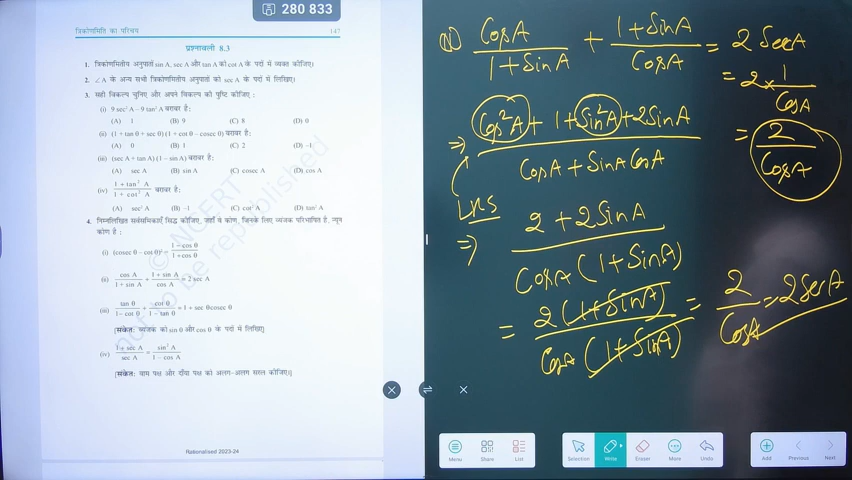 280 833
त्रिकोणमिति का परिचय 147
प्रश्नावली 8.3
1. त्रिकोणमितीय अनुपातों sin A, sec A और tan A को cot A के पदों में व्यक्त कीजिए।
2. ∠A के अन्य सभी त्रिकोणमितीय अनुपातों को sec A के पदों में लिखिए।
3. सही विकल्प चुनिए और अपने विकल्प की पुष्टि कीजिए :
(i) 9 sec² A – 9 tan² A बराबर है:
(A) 1 (B) 9 (C) 8 (D) 0
(ii) (1 + tan θ + sec θ) (1 + cot θ – cosec θ) बराबर है:
(A) 0 (B) 1 (C) 2 (D) –1
(iii) (sec A + tan A) (1 – sin A) बराबर है:
(A) sec A (B) sin A (C) cosec A (D) cos A
(iv) (1 + tan² A)/(1 + cot² A) बराबर है:
(A) sec² A (B) –1 (C) cot² A (D) tan² A
4. निम्नलिखित सर्वसमिकाएँ सिद्ध कीजिए, जहाँ वे कोण, जिनके लिए व्यंजक परिभाषित है, न्यून
कोण है :
(i) (cosec θ – cot θ)² = (1 – cos θ)/(1 + cos θ)
(ii) cos A/(1 + sin A) + (1 + sin A)/cos A = 2 sec A
(iii) tan θ/(1 – cot θ) + cot θ/(1 – tan θ) = 1 + sec θ cosec θ
[संकेत: व्यंजक को sin θ और cos θ के पदों में लिखिए]
(iv) (1 + sec A)/sec A = sin² A/(1 – cos A)
[संकेत: वाम पक्ष और दाँया पक्ष को अलग-अलग सरल कीजिए।]
Rationalised 2023-24
© NCERT
not to be republished
CosA/(1+SinA) + (1+SinA)/CosA = 2 SecA
= 2 × 1/CosA
= 2/CosA
⇒ (Cos²A + 1 + Sin²A + 2SinA)/(CosA + SinA CosA)
LHS
⇒ (2 + 2SinA)/(CosA (1+SinA))
= 2 (1+SinA)/(CosA (1+SinA)) = 2/CosA = 2SecA
Menu Share List Selection Write Eraser More Undo Add Previous Next